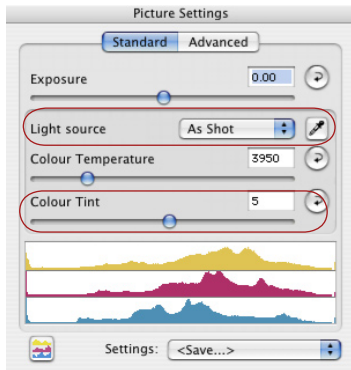 Picture Settings
Standard Advanced
Exposure 0.00
Light source As Shot
Colour Temperature 3950
Colour Tint 5
Settings: <Save...>